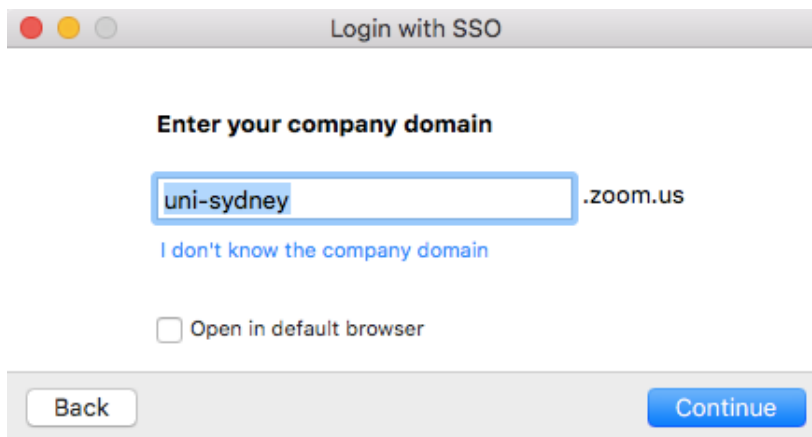 Login with SSO
Enter your company domain
uni-sydney .zoom.us
I don't know the company domain
Open in default browser
Back Continue